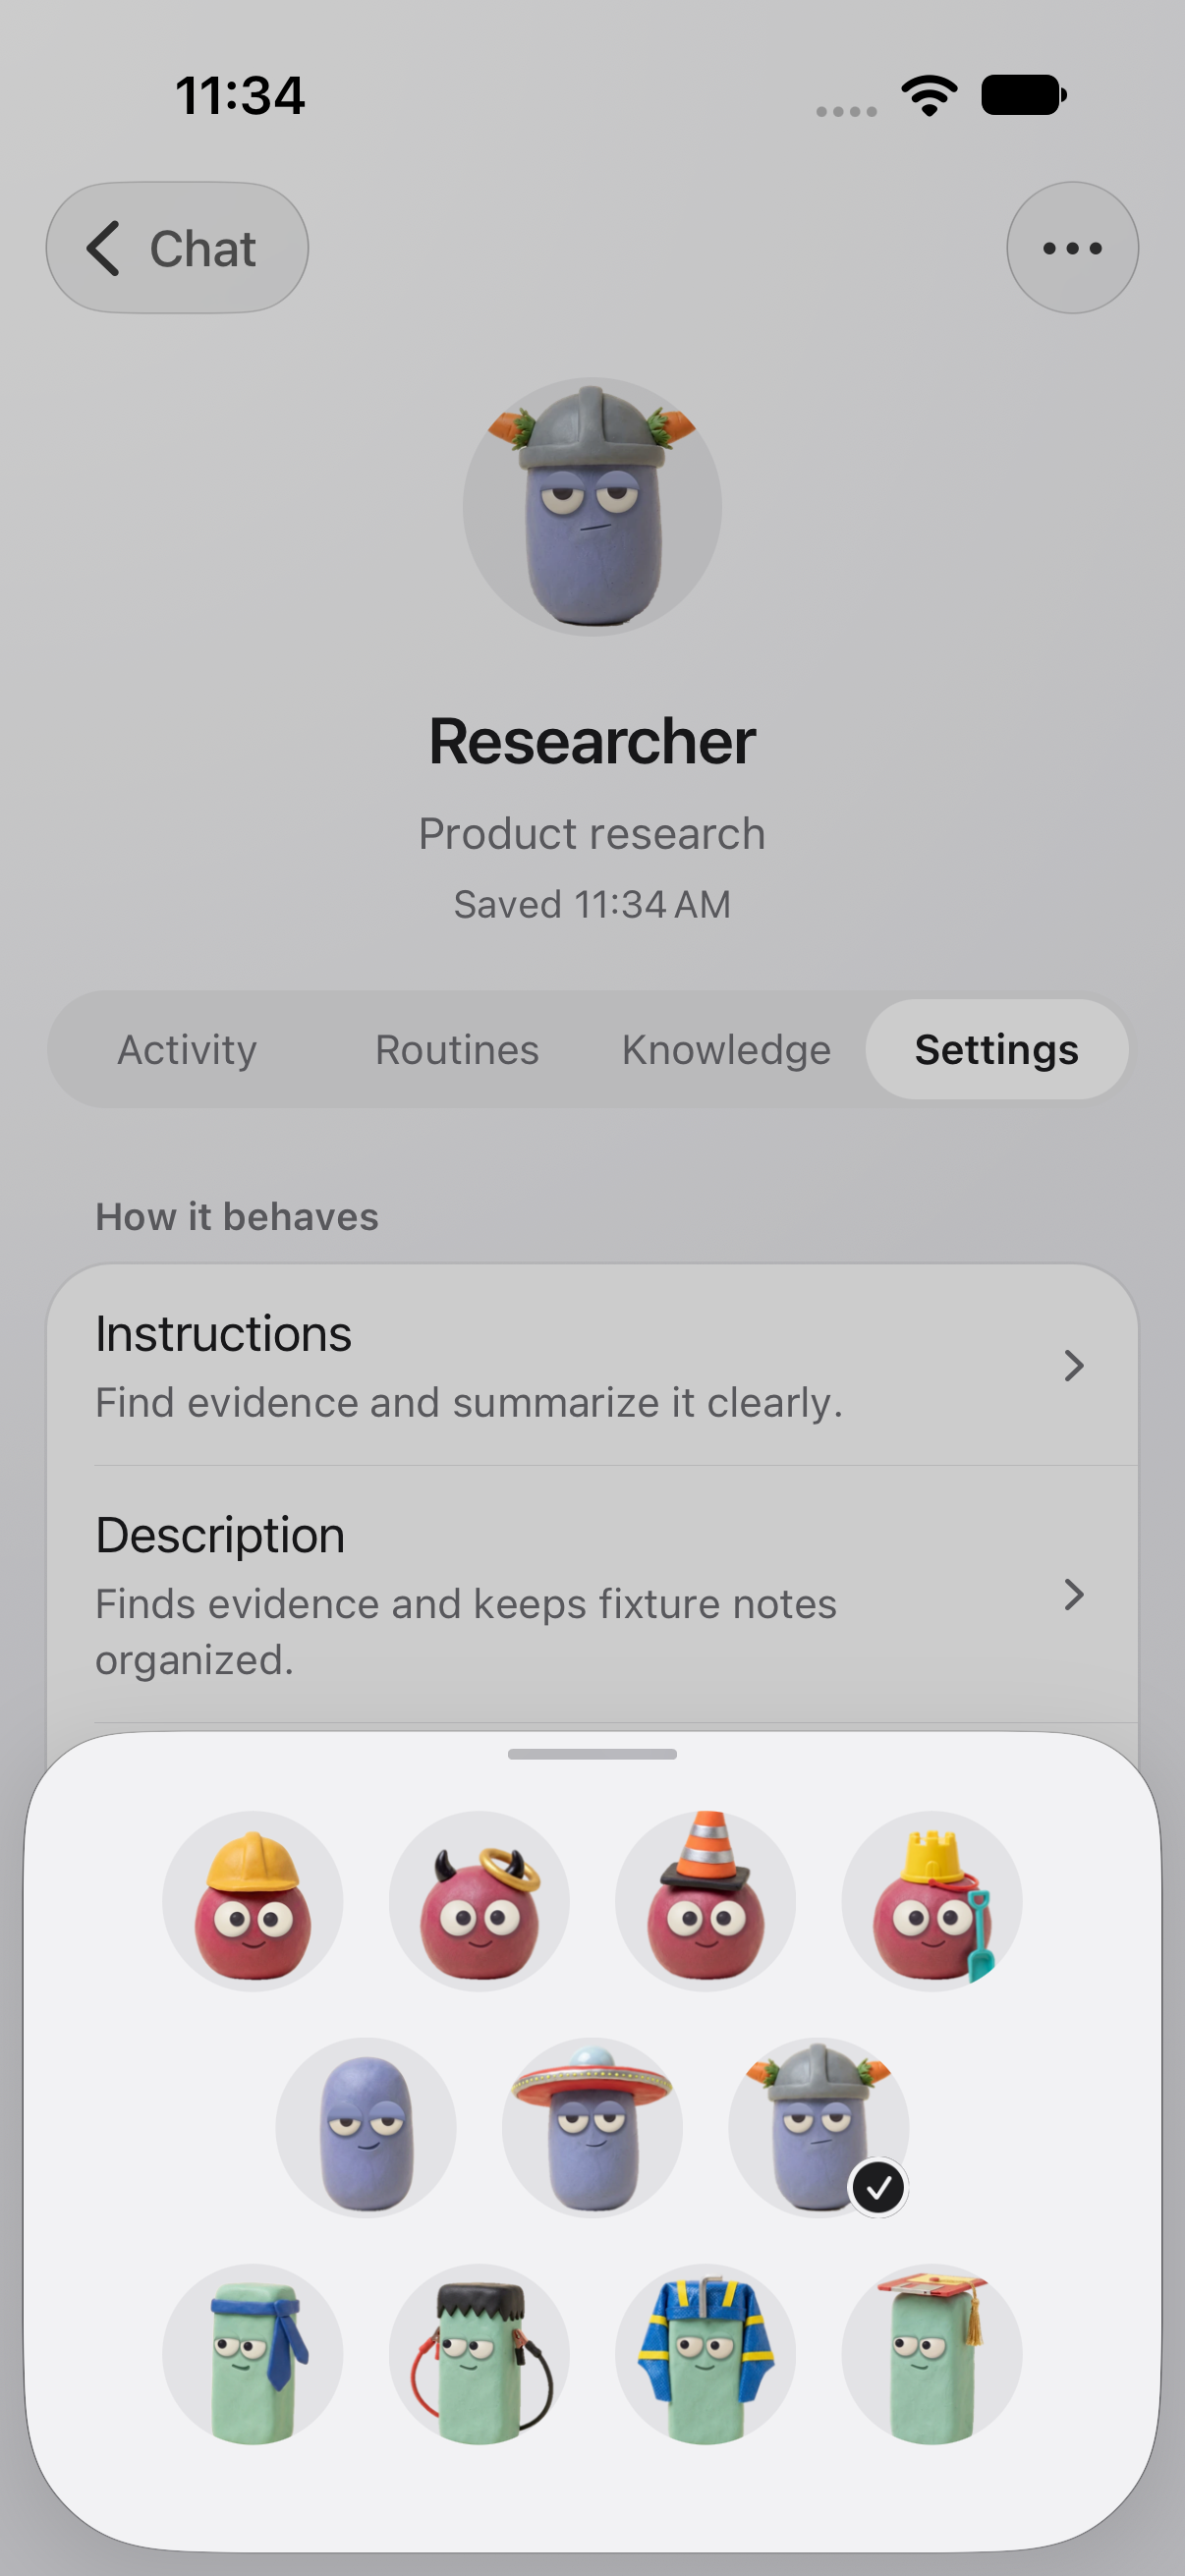 11:34
Chat
Researcher
Product research
Saved 11:34 AM
Activity Routines Knowledge Settings
How it behaves
Instructions
Find evidence and summarize it clearly.
Description
Finds evidence and keeps fixture notes
organized.